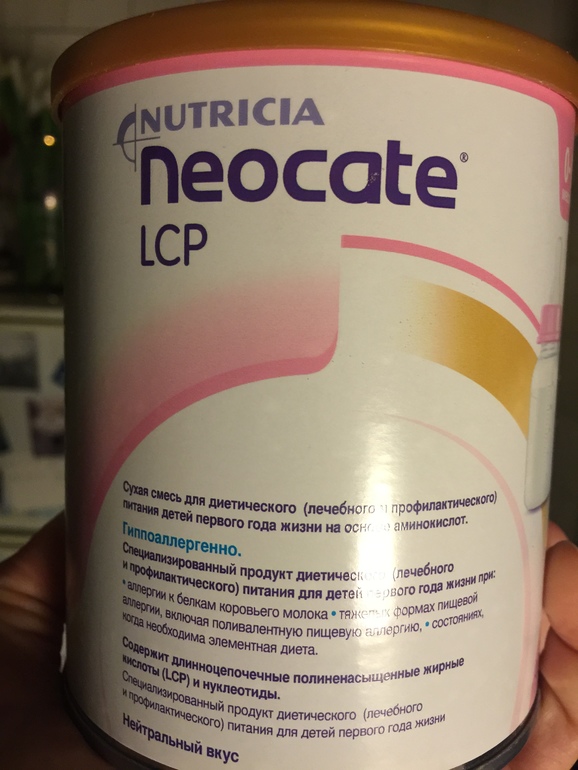 NUTRICIA
neocate®
LCP
Сухая смесь для диетического (лечебного и профилактического)
питания детей первого года жизни на основе аминокислот.
Гиппоаллергенно.
Специализированный продукт диетического (лечебного
и профилактического) питания для детей первого года жизни при:
• аллергии к белкам коровьего молока • тяжелых формах пищевой
аллергии, включая поливалентную пищевую аллергию, • состояниях,
когда необходима элементная диета.
Содержит длинноцепочечные полиненасыщенные жирные
кислоты (LCP) и нуклеотиды.
Специализированный продукт диетического (лечебного
и профилактического) питания для детей первого года жизни
Нейтральный вкус